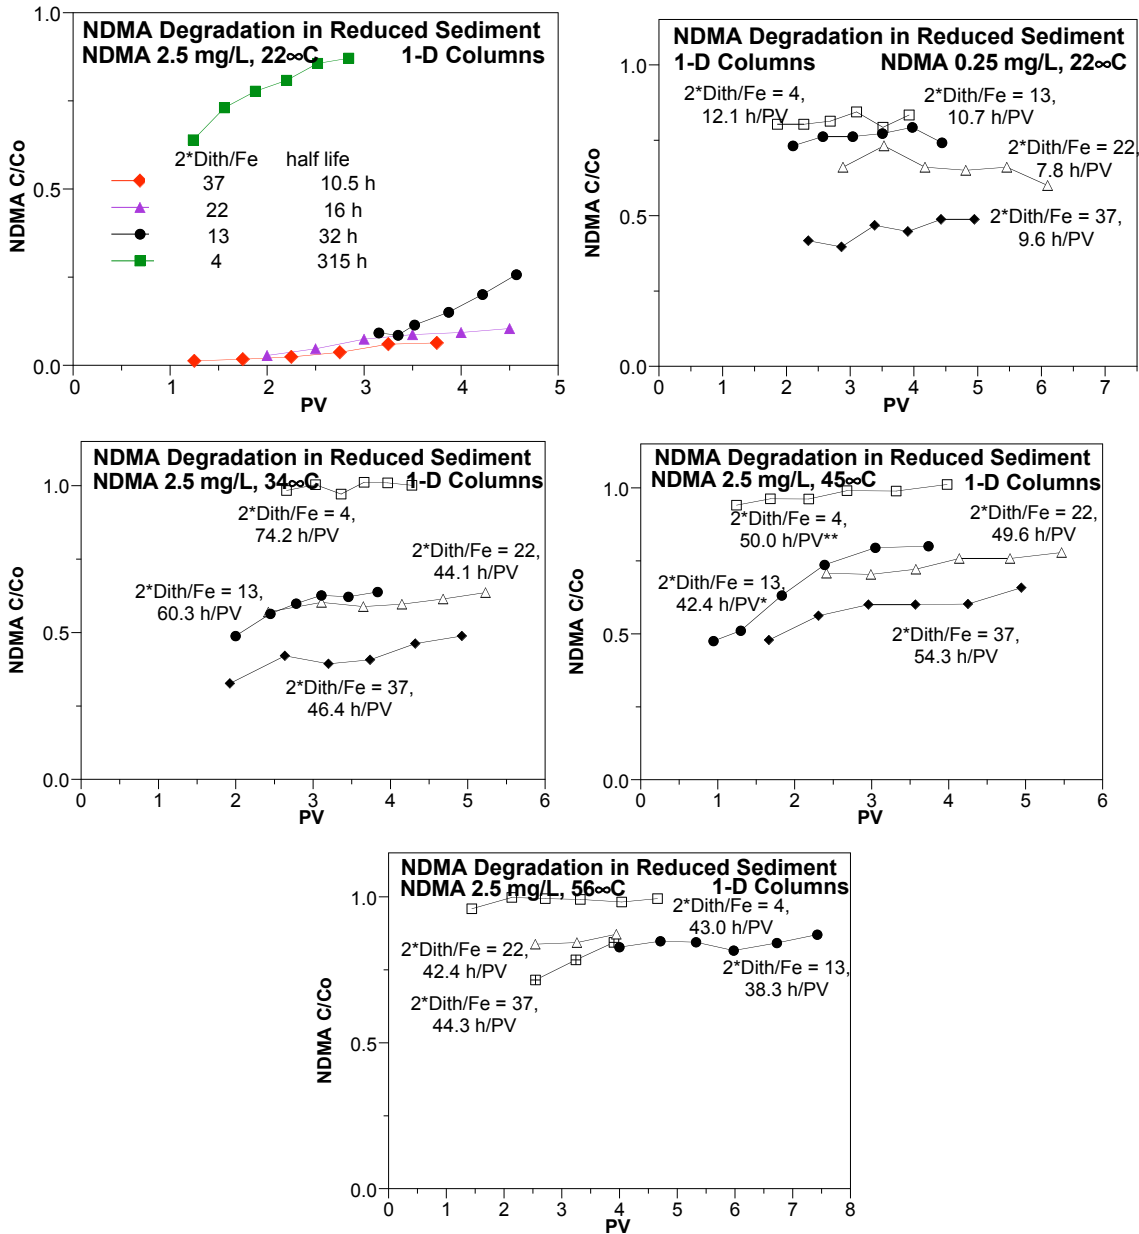 NDMA Degradation in Reduced Sediment
NDMA 2.5 mg/L, 22∞C 1-D Columns
1.0
0.5
0.0
NDMA C/Co
2*Dith/Fe half life
37 10.5 h
22 16 h
13 32 h
4 315 h
0 1 2 3 4 5
PV
NDMA Degradation in Reduced Sediment
1-D Columns NDMA 0.25 mg/L, 22∞C
1.0
0.5
0.0
NDMA C/Co
2*Dith/Fe = 4,
12.1 h/PV
2*Dith/Fe = 13,
10.7 h/PV
2*Dith/Fe = 22,
7.8 h/PV
2*Dith/Fe = 37,
9.6 h/PV
0 1 2 3 4 5 6 7
PV
NDMA Degradation in Reduced Sediment
NDMA 2.5 mg/L, 34∞C 1-D Columns
1.0
0.5
0.0
NDMA C/Co
2*Dith/Fe = 4,
74.2 h/PV
2*Dith/Fe = 22,
44.1 h/PV
2*Dith/Fe = 13,
60.3 h/PV
2*Dith/Fe = 37,
46.4 h/PV
0 1 2 3 4 5 6
PV
NDMA Degradation in Reduced Sediment
NDMA 2.5 mg/L, 45∞C 1-D Columns
1.0
0.5
0.0
NDMA C/Co
2*Dith/Fe = 4,
50.0 h/PV**
2*Dith/Fe = 22,
49.6 h/PV
2*Dith/Fe = 13,
42.4 h/PV*
2*Dith/Fe = 37,
54.3 h/PV
0 1 2 3 4 5 6
PV
NDMA Degradation in Reduced Sediment
NDMA 2.5 mg/L, 56∞C 1-D Columns
1.0
0.5
0.0
NDMA C/Co
2*Dith/Fe = 4,
43.0 h/PV
2*Dith/Fe = 22,
42.4 h/PV
2*Dith/Fe = 13,
38.3 h/PV
2*Dith/Fe = 37,
44.3 h/PV
0 1 2 3 4 5 6 7 8
PV